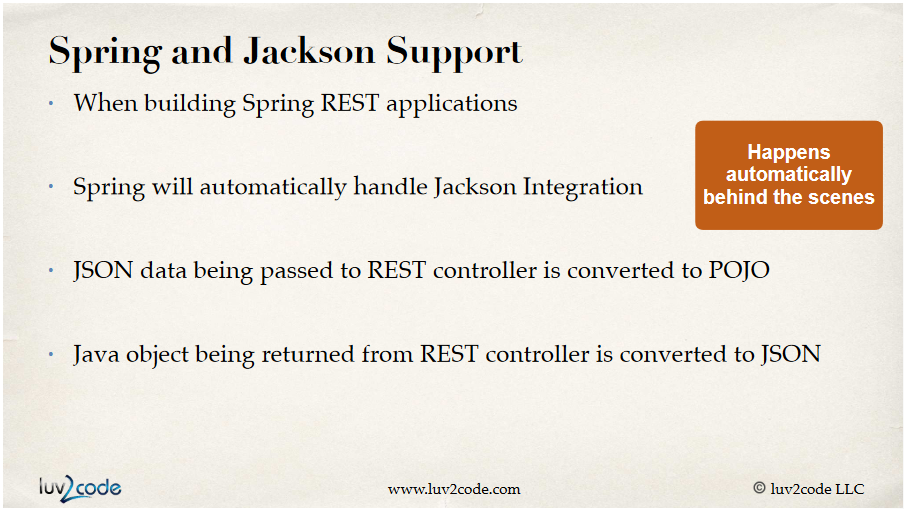 Spring and Jackson Support
• When building Spring REST applications
• Spring will automatically handle Jackson Integration
Happens
automatically
behind the scenes
• JSON data being passed to REST controller is converted to POJO
• Java object being returned from REST controller is converted to JSON
luv2code
www.luv2code.com
© luv2code LLC